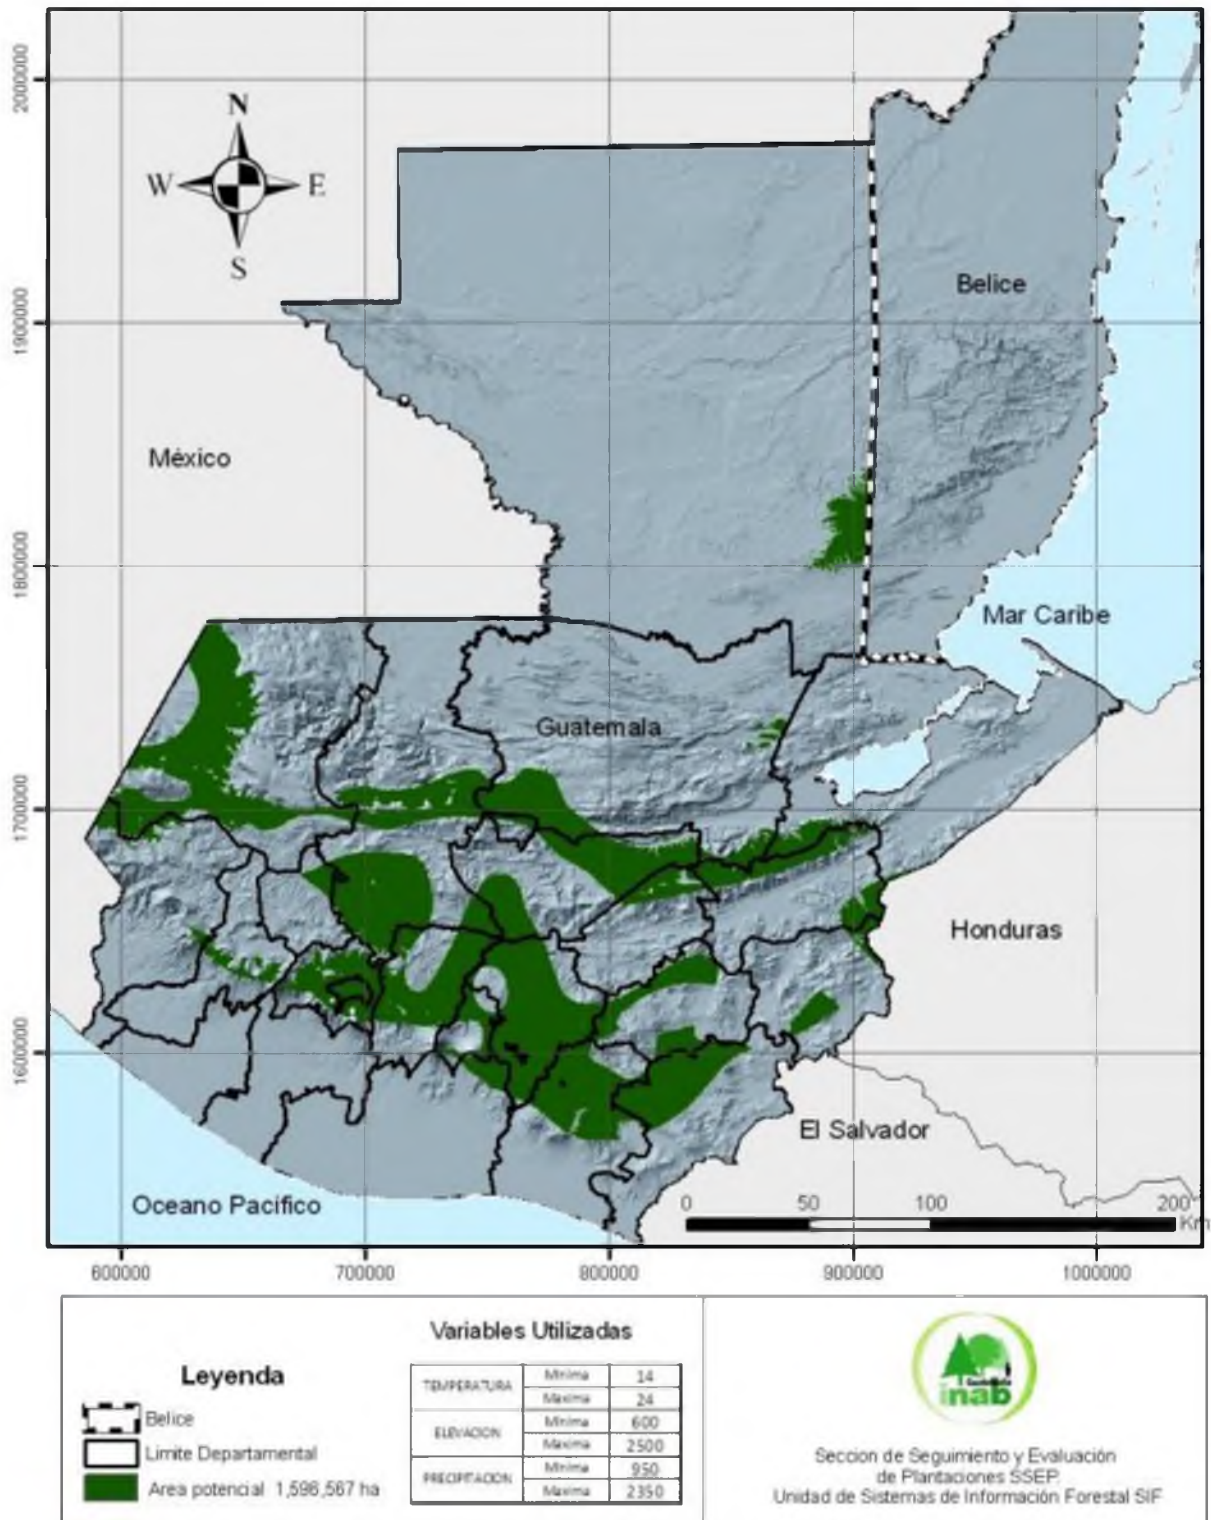 N
W
E
S
Belice
México
Mar Caribe
Guatemala
Honduras
El Salvador
Oceano Pacífico
0
50
100
200
Km
2000000
1900000
1800000
1700000
1600000
600000
700000
800000
900000
1000000
Leyenda
Belice
Limite Departamental
Area potencial 1,596,567 ha
Variables Utilizadas
TEMPERATURA
Minima 14
Maxima 24
ELEVACION
Minima 600
Maxima 2500
PRECIPITACION
Minima 950
Maxima 2350
inab
Seccion de Seguimiento y Evaluación
de Plantaciones SSEP.
Unidad de Sistemas de Información Forestal SIF